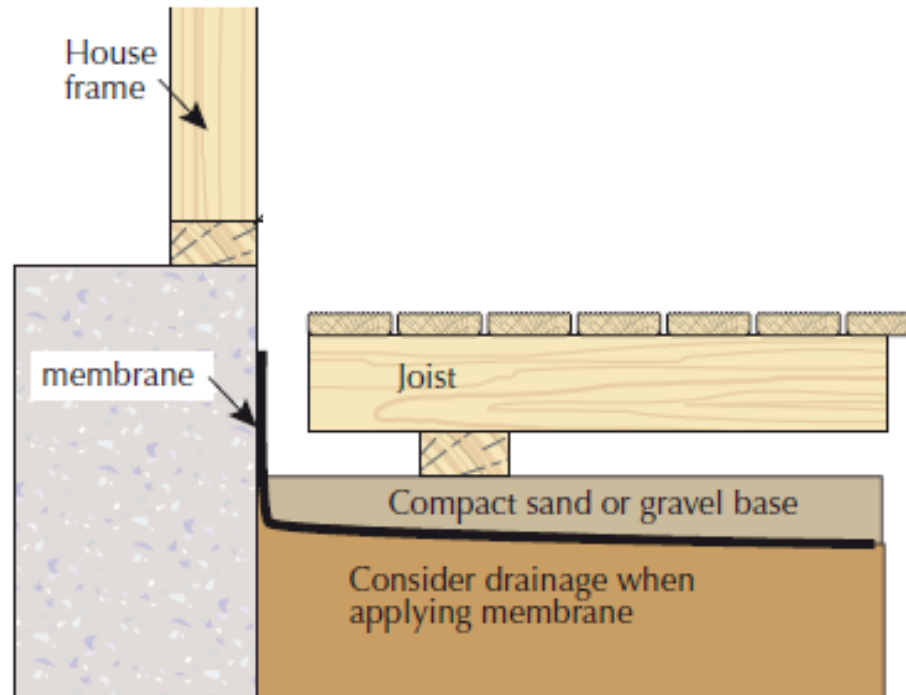 House
frame
membrane
Joist
Compact sand or gravel base
Consider drainage when
applying membrane